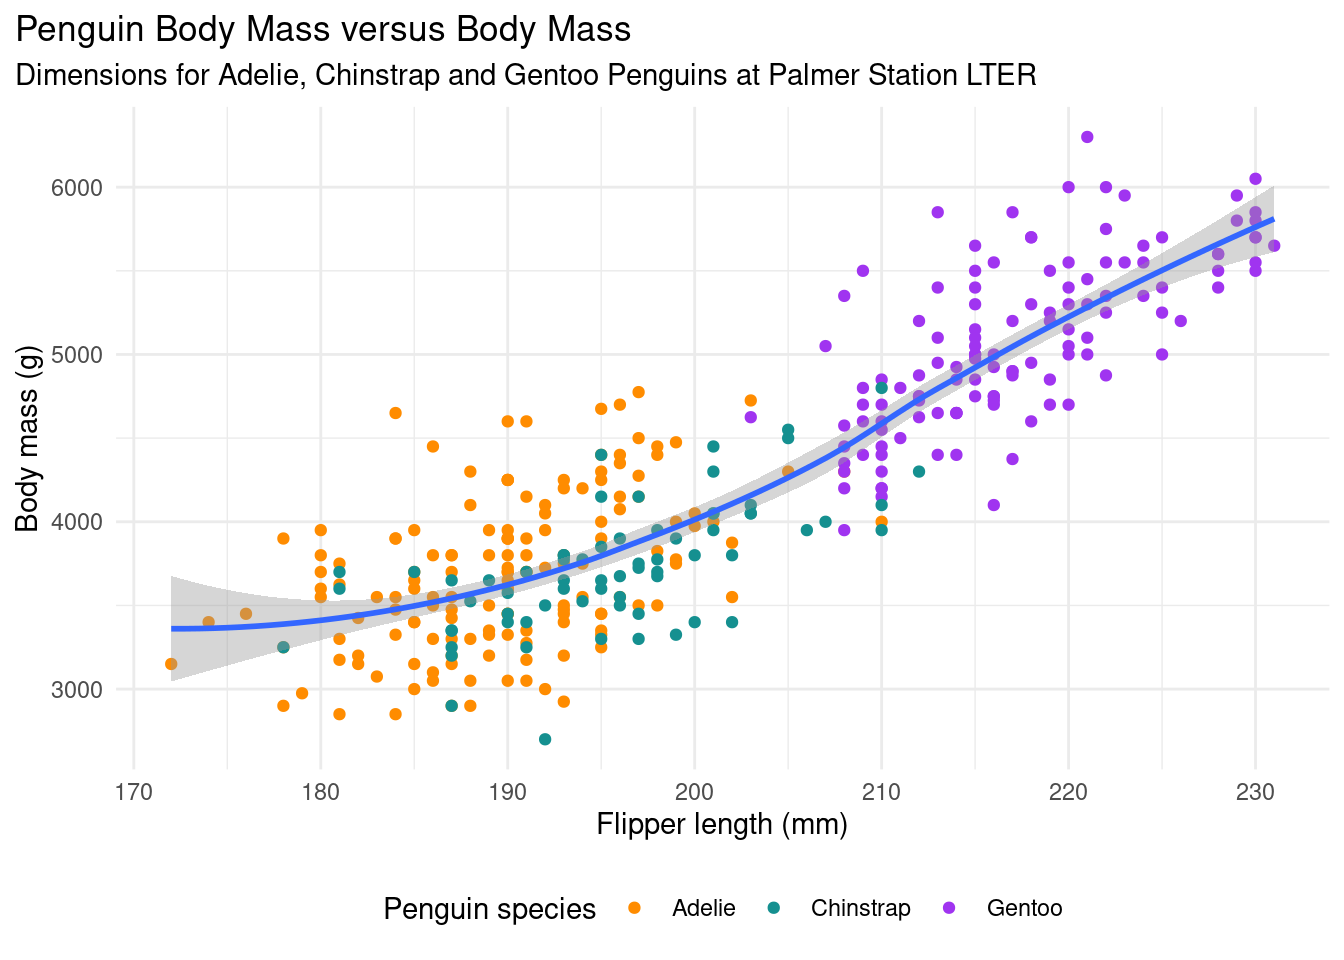 Penguin Body Mass versus Body Mass
Dimensions for Adelie, Chinstrap and Gentoo Penguins at Palmer Station LTER
6000
5000
4000
3000
Body mass (g)
170 180 190 200 210 220 230
Flipper length (mm)
Penguin species Adelie Chinstrap Gentoo